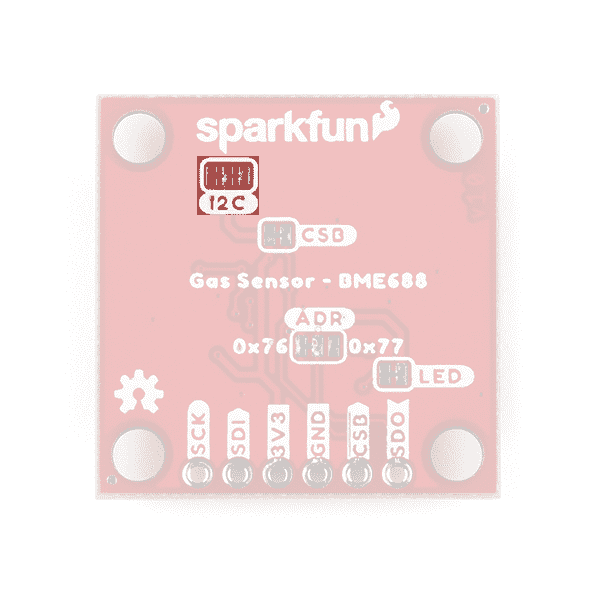 sparkfun
I2C
CSB
Gas Sensor - BME688
ADR
0x76 0x77
LED
SCK
SDI
3V3
GND
CSB
SDO